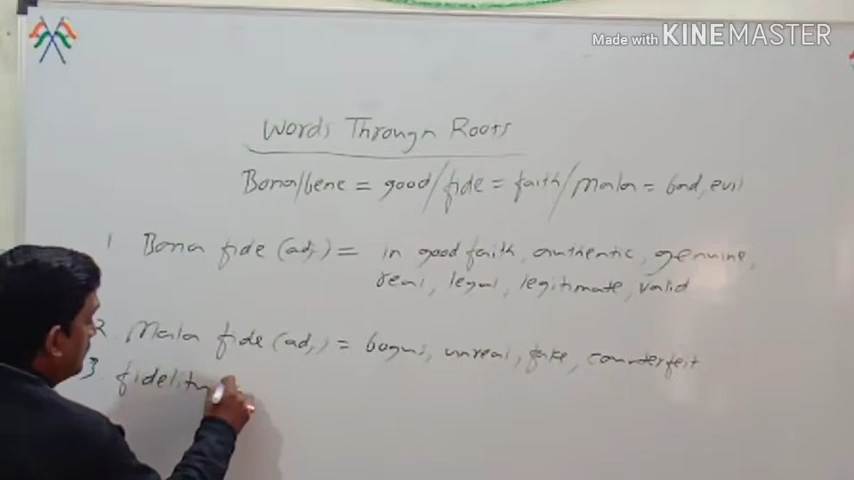 Made with KINEMASTER
Words Through Roots
Bona/bene = good/fide = faith/mala = bad, evil
1 Bona fide (adj) = in good faith, authentic, genuine,
real, legal, legitimate, valid
2. Mala fide (adj) = bogus, unreal, fake, counterfeit
3. fidelity